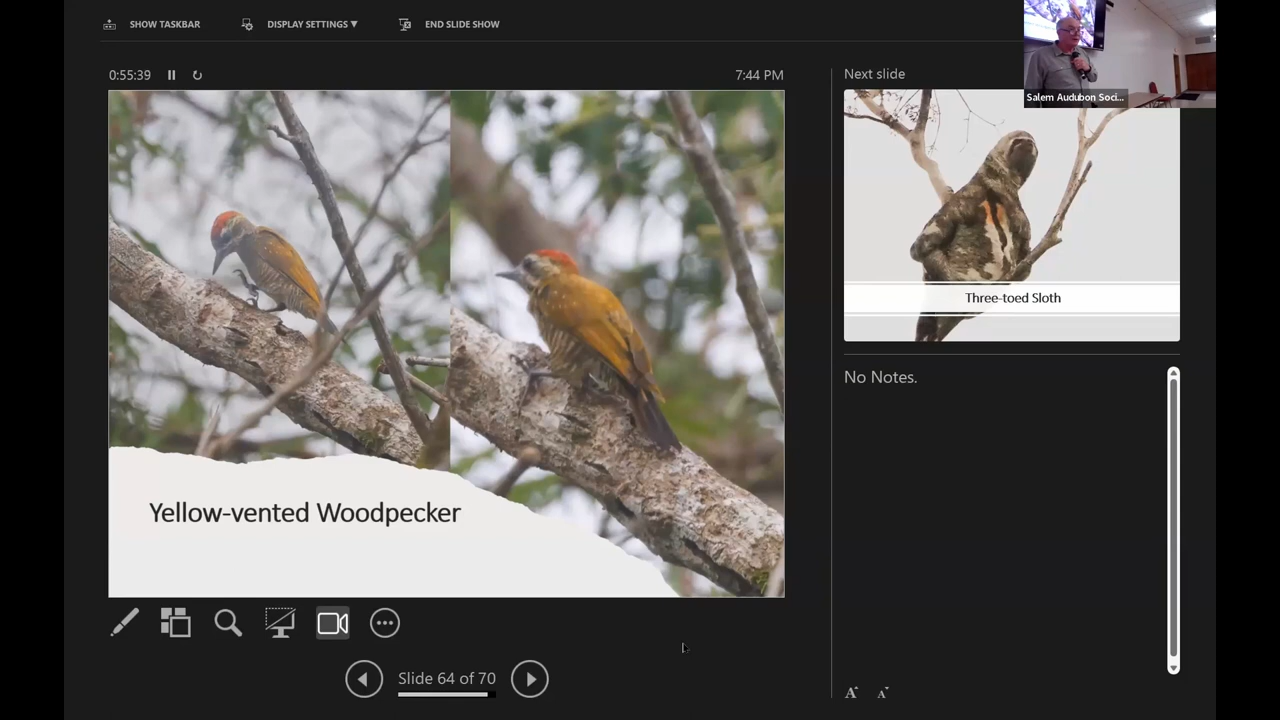 SHOW TASKBAR
DISPLAY SETTINGS ▼
END SLIDE SHOW
0:55:39
7:44 PM
Next slide
Salem Audubon Soci...
Three-toed Sloth
No Notes.
Yellow-vented Woodpecker
Slide 64 of 70
A
A